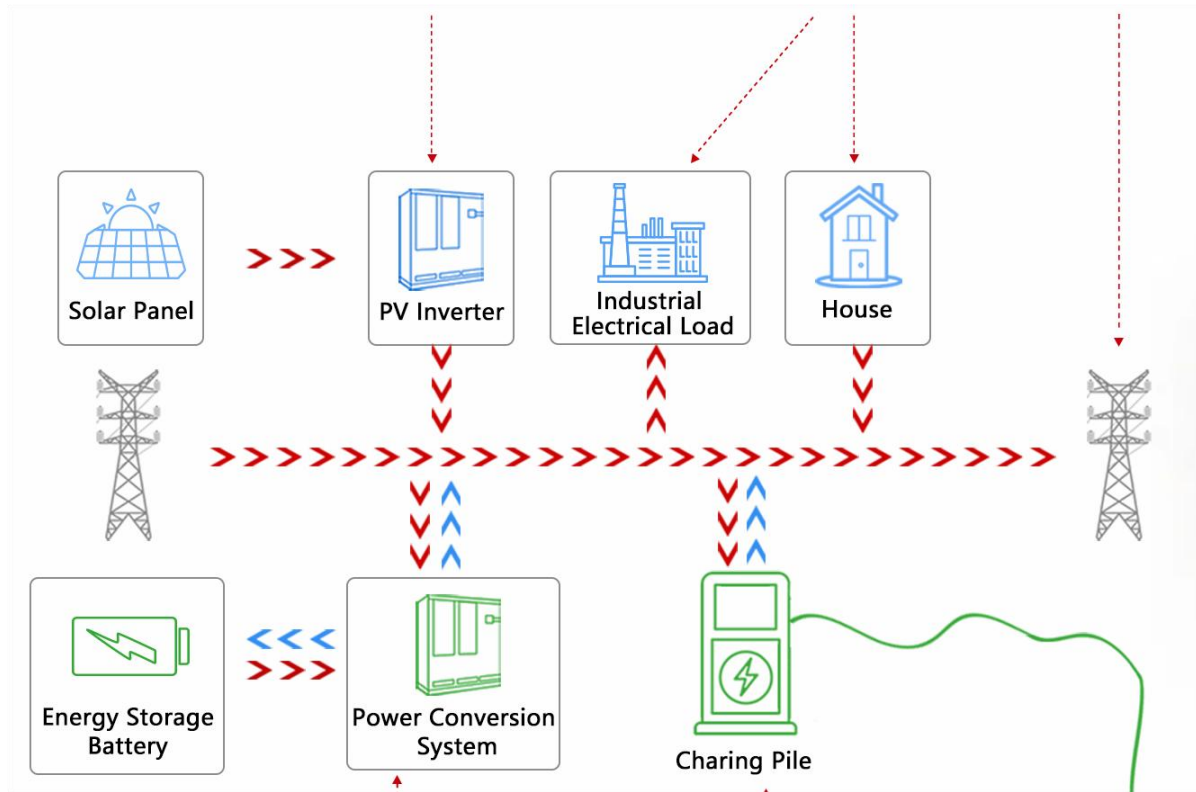 Solar Panel
PV Inverter
Industrial
Electrical Load
House
Energy Storage
Battery
Power Conversion
System
Charing Pile